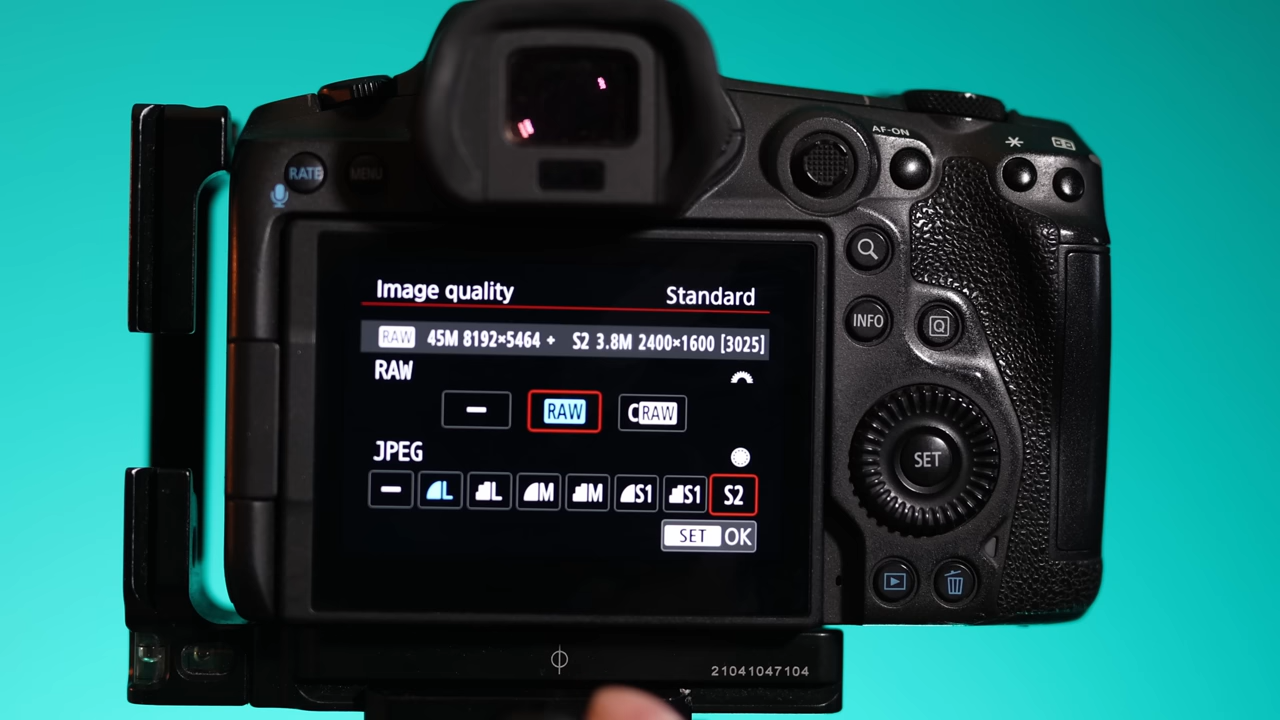 AF-ON
RATE
MENU
Image quality Standard
RAW 45M 8192×5464 + S2 3.8M 2400×1600 [3025]
RAW
– RAW CRAW
JPEG
– L L M M S1 S1 S2
SET OK
INFO
Q
SET
21041047104